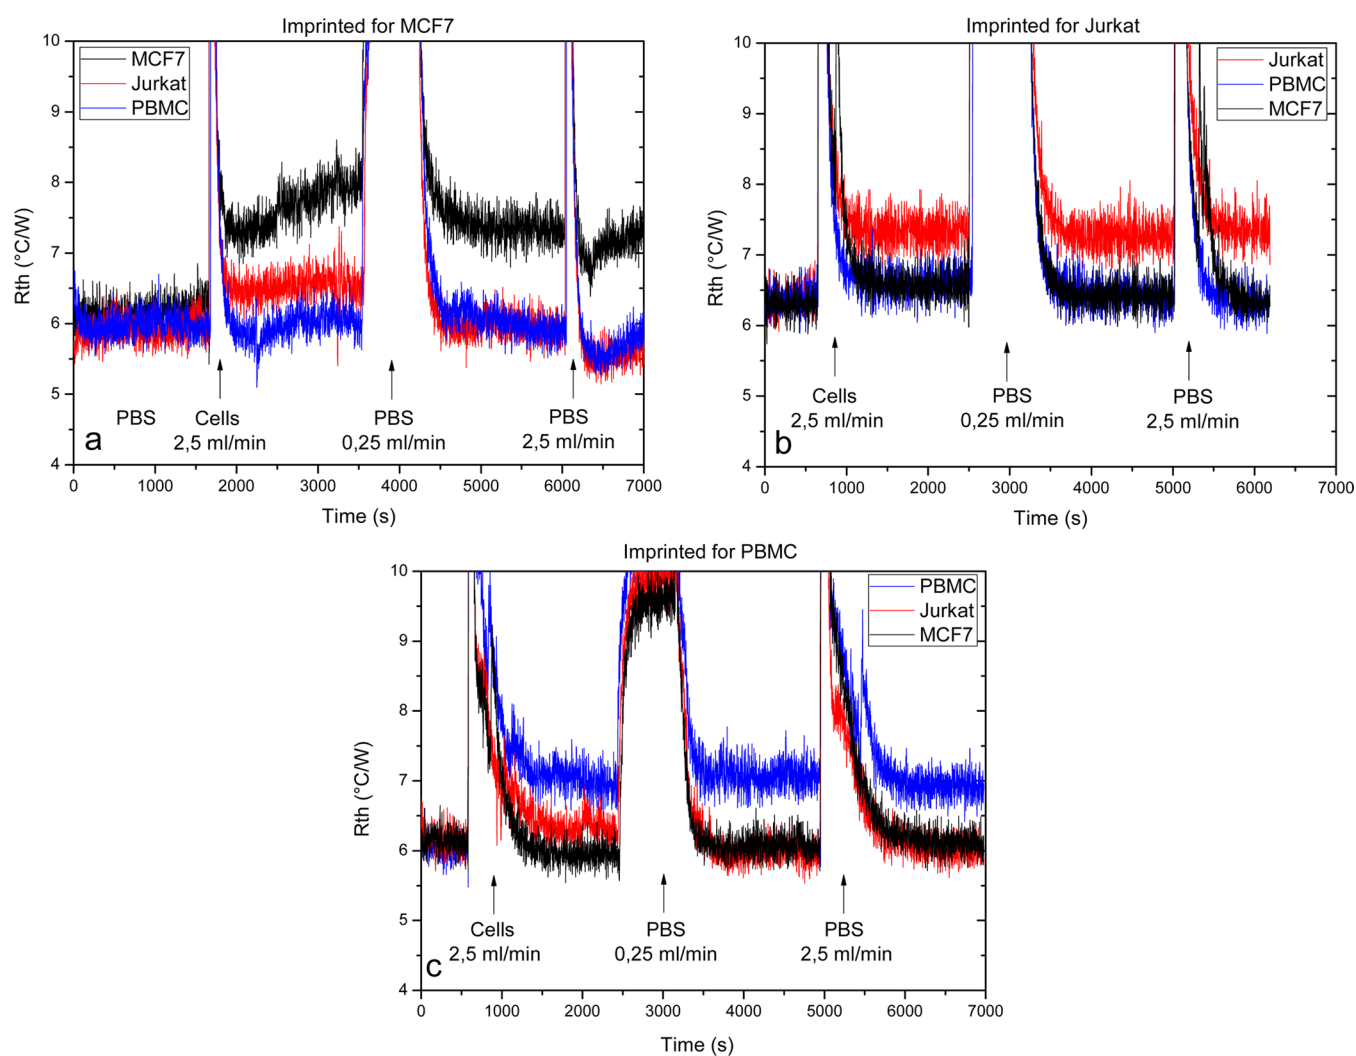 Imprinted for MCF7
10
9
8
7
6
5
4
Rth (°C/W)
MCF7
Jurkat
PBMC
PBS
Cells
2,5 ml/min
PBS
0,25 ml/min
PBS
2,5 ml/min
a
0 1000 2000 3000 4000 5000 6000 7000
Time (s)
Imprinted for Jurkat
10
9
8
7
6
5
4
Rth (°C/W)
Jurkat
PBMC
MCF7
Cells
2,5 ml/min
PBS
0,25 ml/min
PBS
2,5 ml/min
b
0 1000 2000 3000 4000 5000 6000 7000
Time (s)
Imprinted for PBMC
10
9
8
7
6
5
4
Rth (°C/W)
PBMC
Jurkat
MCF7
Cells
2,5 ml/min
PBS
0,25 ml/min
PBS
2,5 ml/min
c
0 1000 2000 3000 4000 5000 6000 7000
Time (s)